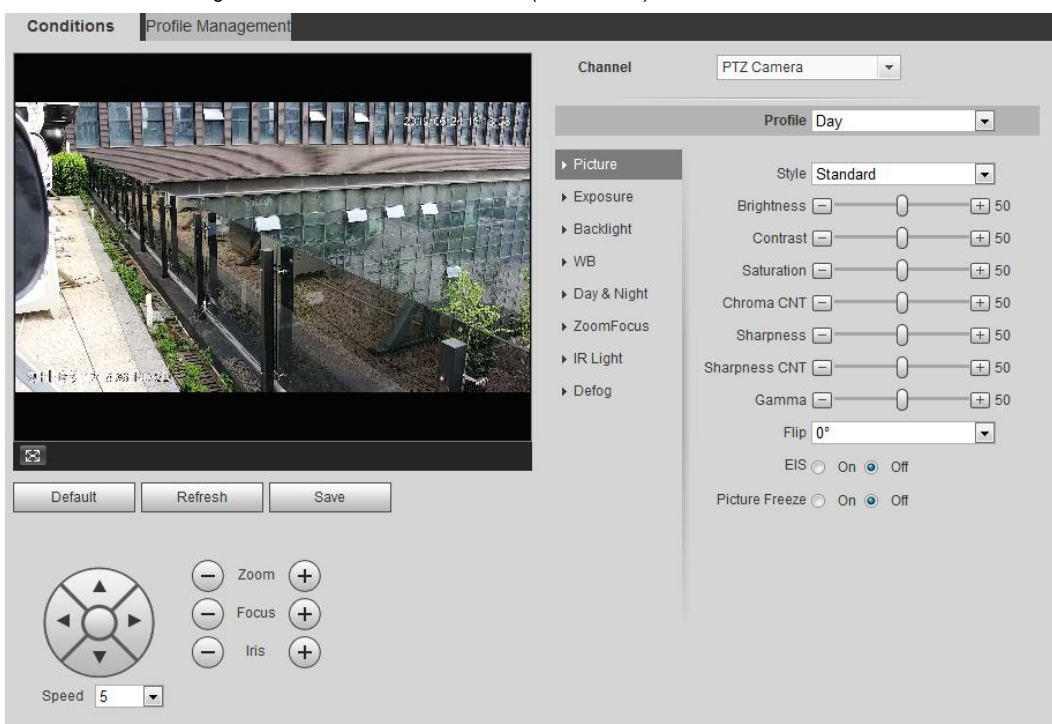 Conditions Profile Management
Channel PTZ Camera
Profile Day
Picture
Exposure
Backlight
WB
Day & Night
ZoomFocus
IR Light
Defog
Style Standard
Brightness 50
Contrast 50
Saturation 50
Chroma CNT 50
Sharpness 50
Sharpness CNT 50
Gamma 50
Flip 0°
EIS On Off
Picture Freeze On Off
Default Refresh Save
Zoom
Focus
Iris
Speed 5